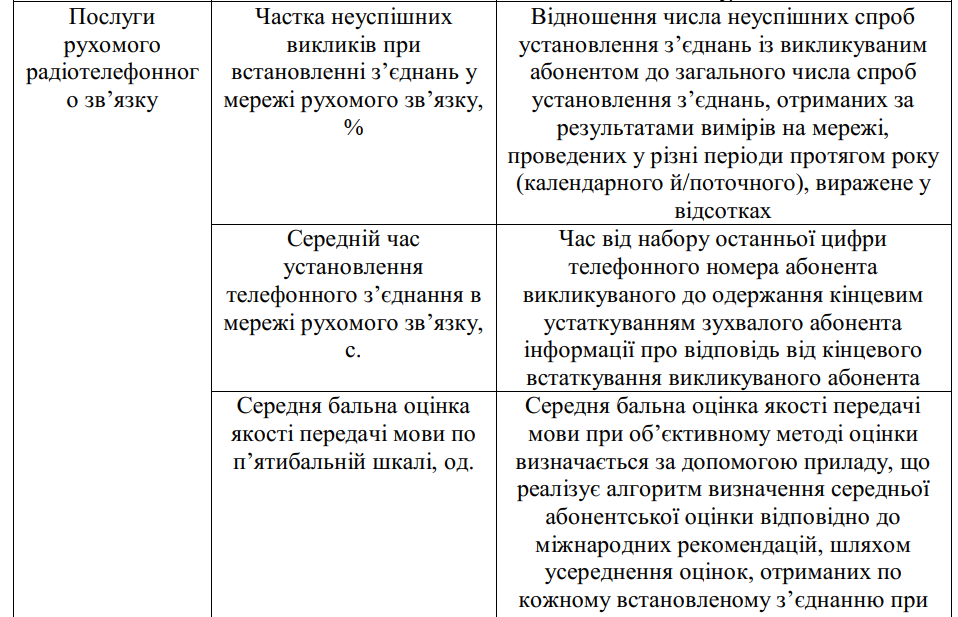 Послуги
рухомого
радіотелефонног
о зв’язку
Частка неуспішних
викликів при
встановленні з’єднань у
мережі рухомого зв’язку,
%
Відношення числа неуспішних спроб
установлення з’єднань із викликуваним
абонентом до загального числа спроб
установлення з’єднань, отриманих за
результатами вимірів на мережі,
проведених у різні періоди протягом року
(календарного й/поточного), виражене у
відсотках
Середній час
установлення
телефонного з’єднання в
мережі рухомого зв’язку,
с.
Час від набору останньої цифри
телефонного номера абонента
викликуваного до одержання кінцевим
устаткуванням зухвалого абонента
інформації про відповідь від кінцевого
встаткування викликуваного абонента
Середня бальна оцінка
якості передачі мови по
п’ятибальній шкалі, од.
Середня бальна оцінка якості передачі
мови при об’єктивному методі оцінки
визначається за допомогою приладу, що
реалізує алгоритм визначення середньої
абонентської оцінки відповідно до
міжнародних рекомендацій, шляхом
усереднення оцінок, отриманих по
кожному встановленому з’єднанню при